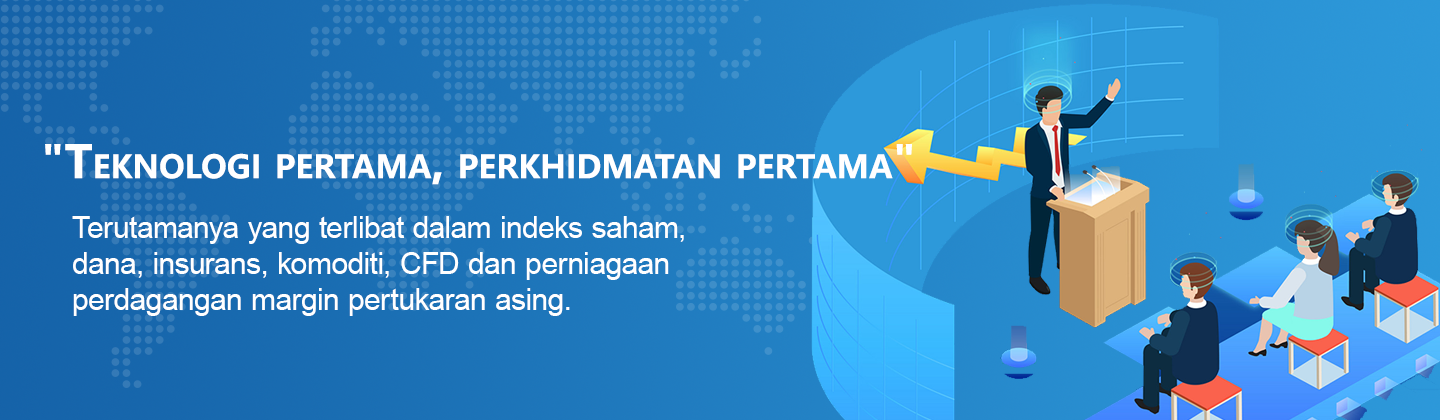 "Teknologi pertama, perkhidmatan pertama"
Terutamanya yang terlibat dalam indeks saham,
dana, insurans, komoditi, CFD dan perniagaan
perdagangan margin pertukaran asing.